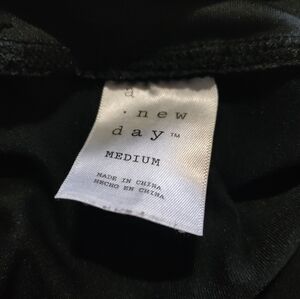 a
· new
day™
MEDIUM
MADE IN CHINA
HECHO EN CHINA